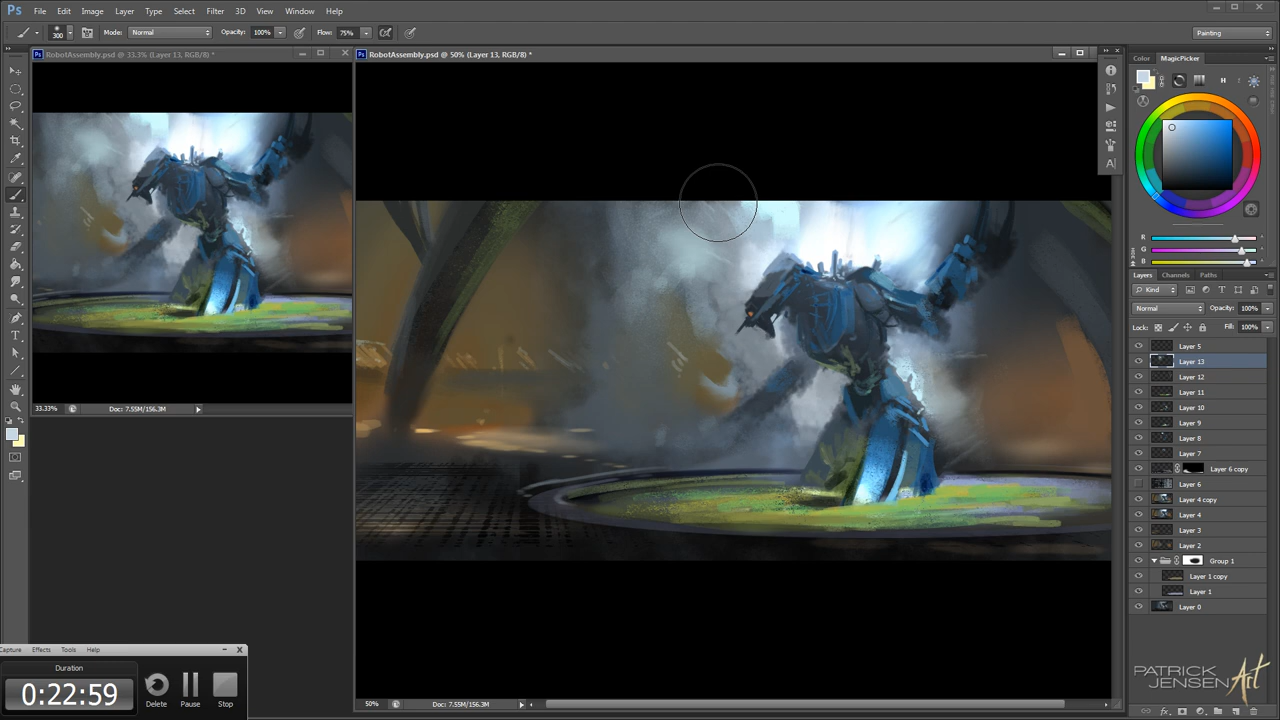 Ps File Edit Image Layer Type Select Filter 3D View Window Help
300 Mode: Normal Opacity: 100% Flow: 75% Painting
RobotAssembly.psd @ 33.3% (Layer 13, RGB/8) *
RobotAssembly.psd @ 50% (Layer 13, RGB/8) *
Color MagicPicker
H
R
G
B
Layers Channels Paths
Kind
Normal Opacity: 100%
Lock: Fill: 100%
Layer 5
Layer 13
Layer 12
Layer 11
Layer 10
Layer 9
Layer 8
Layer 7
Layer 6 copy
Layer 6
Layer 4 copy
Layer 4
Layer 3
Layer 2
Group 1
Layer 1 copy
Layer 1
Layer 0
33.33% Doc: 7.55M/156.3M
Capture Effects Tools Help
Duration
0:22:59
Delete Pause Stop
50% Doc: 7.55M/156.3M
PATRICK
JENSEN Art
fx